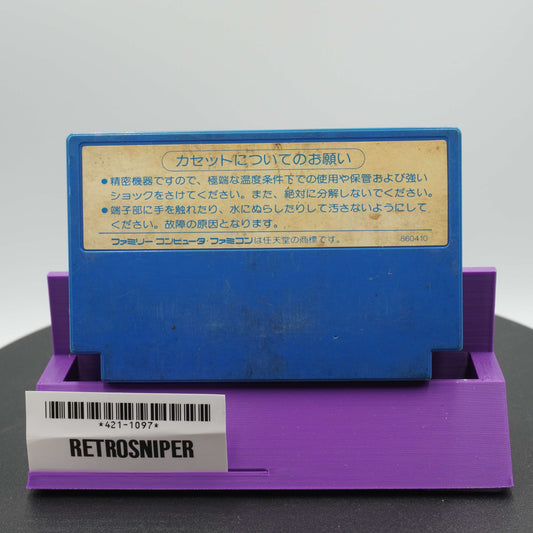 カセットについてのお願い
●精密機器ですので、極端な温度条件下での使用や保管および強い
ショックをさけてください。また、絶対に分解しないでください。
●端子部に手を触れたり、水にぬらしたりして汚さないようにして
ください。故障の原因となります。
ファミリー コンピュータ・ファミコンは任天堂の商標です。 860410
*421-1097*
RETROSNIPER